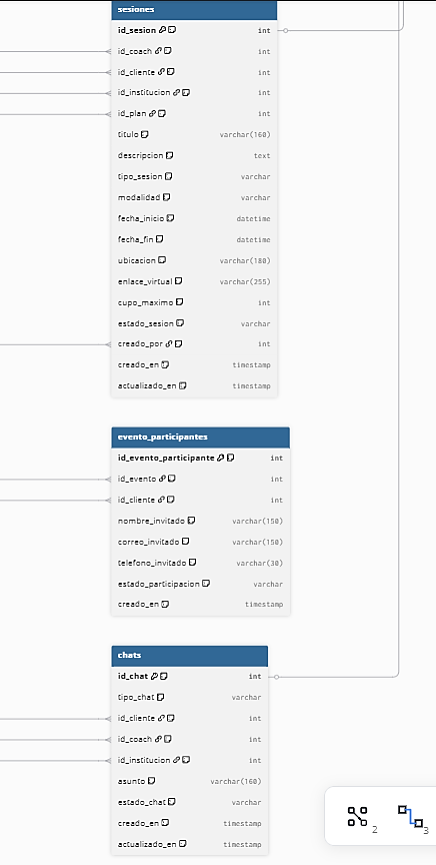 sesiones
id_sesion int
id_coach int
id_cliente int
id_institucion int
id_plan int
titulo varchar(160)
descripcion text
tipo_sesion varchar
modalidad varchar
fecha_inicio datetime
fecha_fin datetime
ubicacion varchar(180)
enlace_virtual varchar(255)
cupo_maximo int
estado_sesion varchar
creado_por int
creado_en timestamp
actualizado_en timestamp
evento_participantes
id_evento_participante int
id_evento int
id_cliente int
nombre_invitado varchar(150)
correo_invitado varchar(150)
telefono_invitado varchar(30)
estado_participacion varchar
creado_en timestamp
chats
id_chat int
tipo_chat varchar
id_cliente int
id_coach int
id_institucion int
asunto varchar(160)
estado_chat varchar
creado_en timestamp
actualizado_en timestamp
2 3